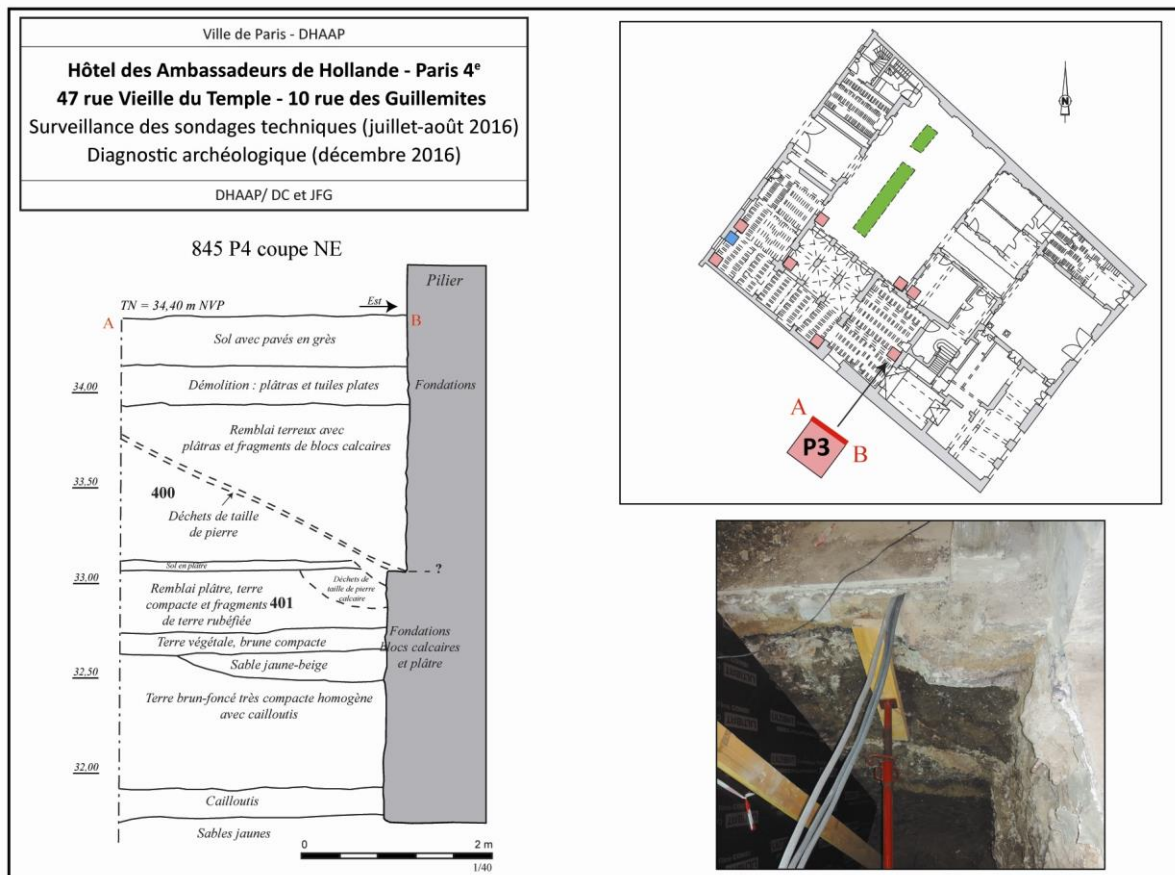 Ville de Paris - DHAAP
Hôtel des Ambassadeurs de Hollande - Paris 4e
47 rue Vieille du Temple - 10 rue des Guillemites
Surveillance des sondages techniques (juillet-août 2016)
Diagnostic archéologique (décembre 2016)
DHAAP/ DC et JFG
845 P4 coupe NE
Pilier
TN = 34,40 m NVP
Est
A
B
Sol avec pavés en grès
34,00
Démolition : plâtras et tuiles plates
Fondations
Remblai terreux avec
plâtras et fragments de blocs calcaires
33,50
400
Déchets de taille
de pierre
Sol en plâtre
?
33,00
Déchets de
taille de pierre
calcaire
Remblai plâtre, terre
compacte et fragments
de terre rubéfiée
401
Terre végétale, brune compacte
Fondations
blocs calcaires
et plâtre
32,50
Sable jaune-beige
Terre brun-foncé très compacte homogène
avec cailloutis
32,00
Cailloutis
Sables jaunes
0
2 m
1/40
N
A
P3
B